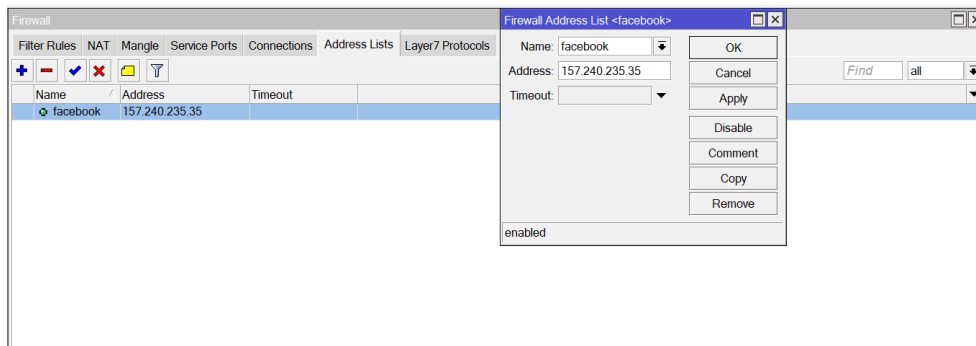 Firewall
Filter Rules NAT Mangle Service Ports Connections Address Lists Layer7 Protocols
Find all
Name Address Timeout
facebook 157.240.235.35
Firewall Address List <facebook>
Name: facebook
Address: 157.240.235.35
Timeout:
OK
Cancel
Apply
Disable
Comment
Copy
Remove
enabled